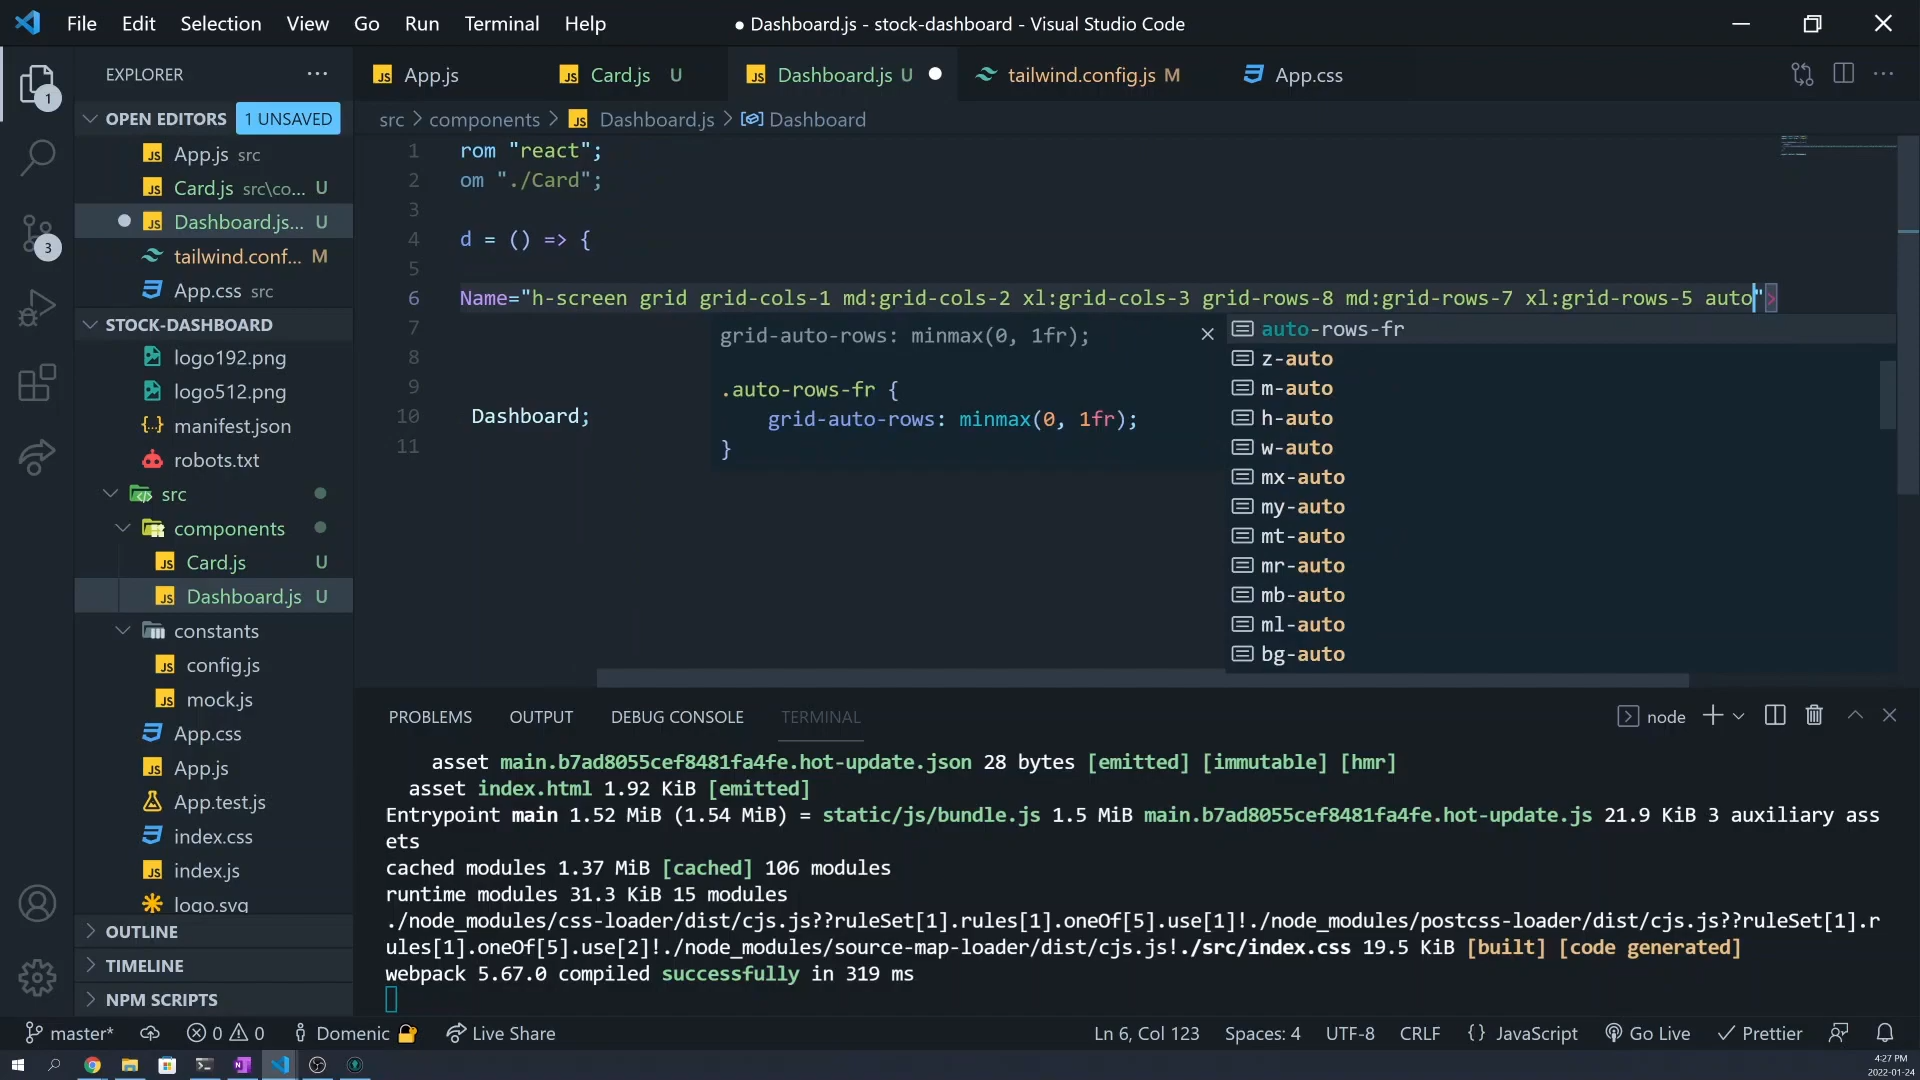 File Edit Selection View Go Run Terminal Help
● Dashboard.js - stock-dashboard - Visual Studio Code
EXPLORER ···
App.js
Card.js U
Dashboard.js U
tailwind.config.js M
App.css
1
3
OPEN EDITORS 1 UNSAVED
App.js src
Card.js src\co... U
Dashboard.js... U
tailwind.conf... M
App.css src
STOCK-DASHBOARD
logo192.png
logo512.png
manifest.json
robots.txt
src
components
Card.js U
Dashboard.js U
constants
config.js
mock.js
App.css
App.js
App.test.js
index.css
index.js
logo.svg
OUTLINE
TIMELINE
NPM SCRIPTS
src > components > JS Dashboard.js > Dashboard
1 rom "react";
2 om "./Card";
3
4 d = () => {
5
6 Name="h-screen grid grid-cols-1 md:grid-cols-2 xl:grid-cols-3 grid-rows-8 md:grid-rows-7 xl:grid-rows-5 auto">
7
8
9
10 Dashboard;
11
grid-auto-rows: minmax(0, 1fr);
.auto-rows-fr {
grid-auto-rows: minmax(0, 1fr);
}
auto-rows-fr
z-auto
m-auto
h-auto
w-auto
mx-auto
my-auto
mt-auto
mr-auto
mb-auto
ml-auto
bg-auto
PROBLEMS OUTPUT DEBUG CONSOLE TERMINAL
node
asset main.b7ad8055cef8481fa4fe.hot-update.json 28 bytes [emitted] [immutable] [hmr]
asset index.html 1.92 KiB [emitted]
Entrypoint main 1.52 MiB (1.54 MiB) = static/js/bundle.js 1.5 MiB main.b7ad8055cef8481fa4fe.hot-update.js 21.9 KiB 3 auxiliary ass
ets
cached modules 1.37 MiB [cached] 106 modules
runtime modules 31.3 KiB 15 modules
./node_modules/css-loader/dist/cjs.js??ruleSet[1].rules[1].oneOf[5].use[1]!./node_modules/postcss-loader/dist/cjs.js??ruleSet[1].r
ules[1].oneOf[5].use[2]!./node_modules/source-map-loader/dist/cjs.js!./src/index.css 19.5 KiB [built] [code generated]
webpack 5.67.0 compiled successfully in 319 ms
master* 0 0 Domenic Live Share
Ln 6, Col 123 Spaces: 4 UTF-8 CRLF {} JavaScript Go Live Prettier
4:27 PM
2022-01-24